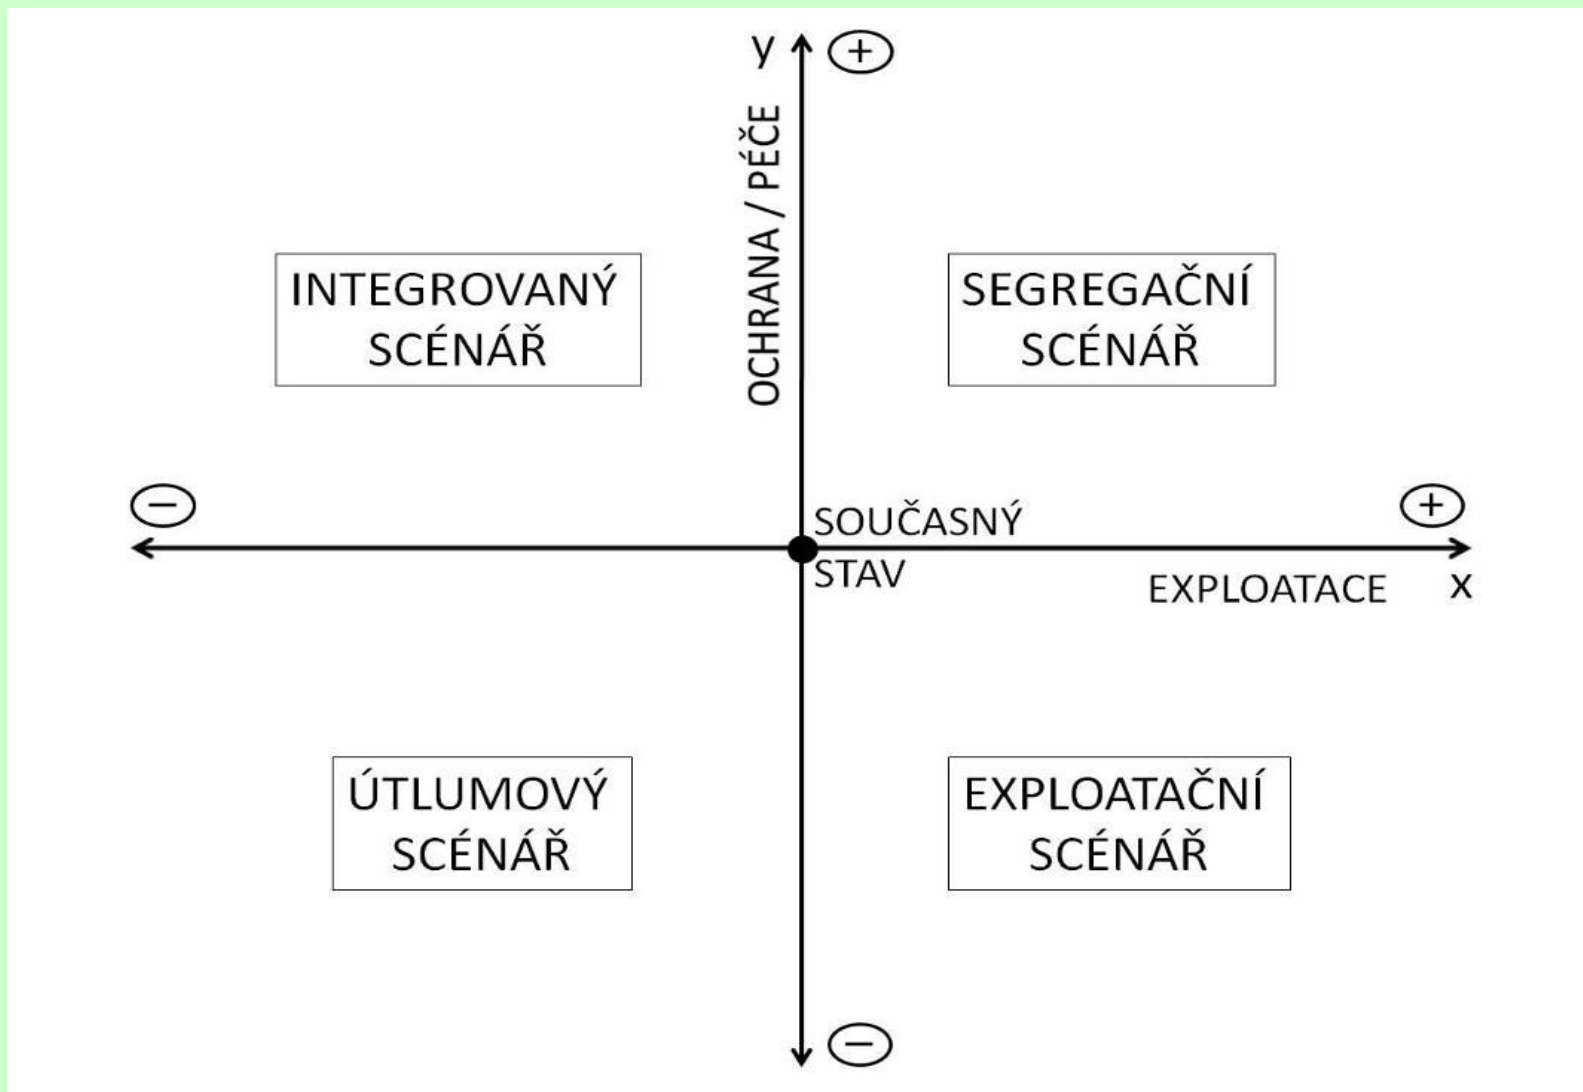 y +
OCHRANA / PÉČE
INTEGROVANÝ
SCÉNÁŘ
SEGREGAČNÍ
SCÉNÁŘ
−
+
SOUČASNÝ
STAV
EXPLOATACE x
ÚTLUMOVÝ
SCÉNÁŘ
EXPLOATAČNÍ
SCÉNÁŘ
−